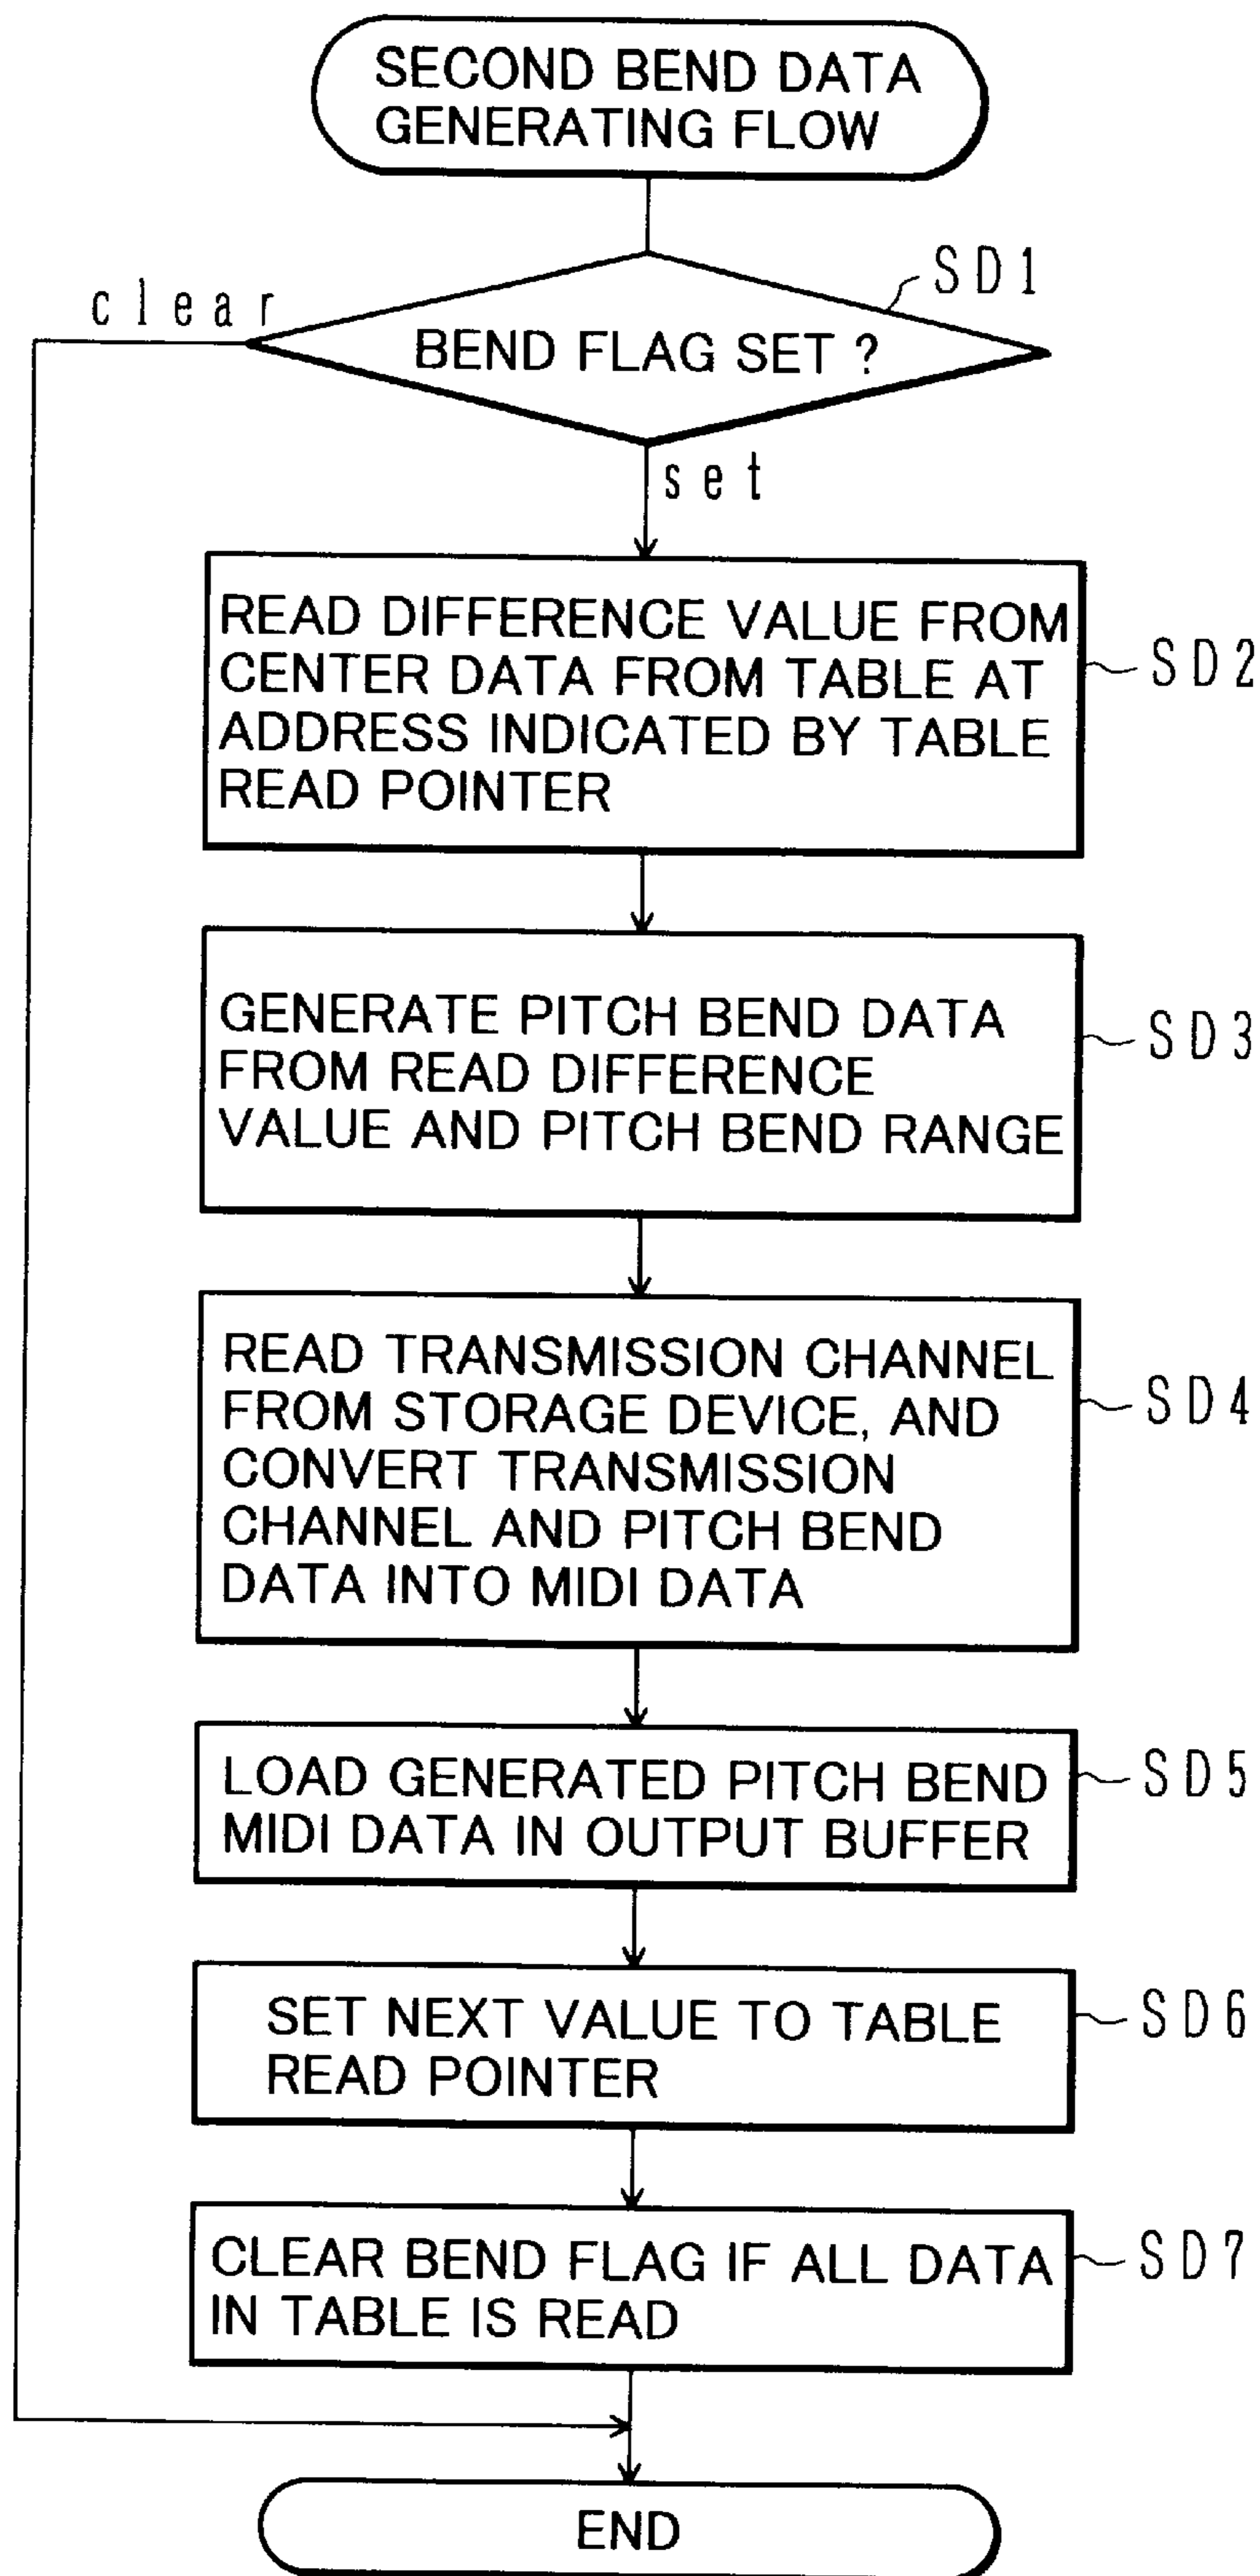 SECOND BEND DATA
GENERATING FLOW
SD1
clear
BEND FLAG SET ?
set
READ DIFFERENCE VALUE FROM
CENTER DATA FROM TABLE AT
ADDRESS INDICATED BY TABLE
READ POINTER
SD2
GENERATE PITCH BEND DATA
FROM READ DIFFERENCE
VALUE AND PITCH BEND RANGE
SD3
READ TRANSMISSION CHANNEL
FROM STORAGE DEVICE, AND
CONVERT TRANSMISSION
CHANNEL AND PITCH BEND
DATA INTO MIDI DATA
SD4
LOAD GENERATED PITCH BEND
MIDI DATA IN OUTPUT BUFFER
SD5
SET NEXT VALUE TO TABLE
READ POINTER
SD6
CLEAR BEND FLAG IF ALL DATA
IN TABLE IS READ
SD7
END